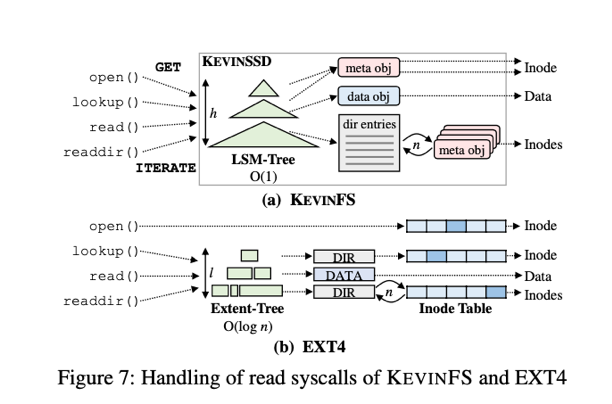 GET
KEVINSSD
open()
lookup()
read()
readdir()
ITERATE
h
LSM-Tree
O(1)
meta obj
data obj
dir entries
n
meta obj
Inode
Data
Inodes
(a) KEVINFS
open()
lookup()
read()
readdir()
l
Extent-Tree
O(log n)
DIR
DATA
DIR
n
Inode Table
Inode
Inode
Data
Inodes
(b) EXT4
Figure 7: Handling of read syscalls of KEVINFS and EXT4